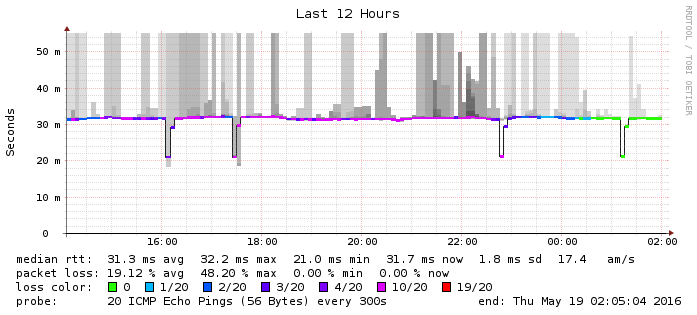 Last 12 Hours
RRDTOOL / TOBI OETIKER
Seconds
50 m
40 m
30 m
20 m
10 m
0
16:00 18:00 20:00 22:00 00:00 02:00
median rtt: 31.3 ms avg 32.2 ms max 21.0 ms min 31.7 ms now 1.8 ms sd 17.4 am/s
packet loss: 19.12 % avg 48.20 % max 0.00 % min 0.00 % now
loss color: 0 1/20 2/20 3/20 4/20 10/20 19/20
probe: 20 ICMP Echo Pings (56 Bytes) every 300s end: Thu May 19 02:05:04 2016